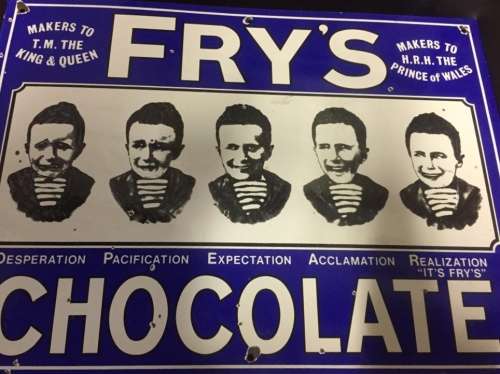 MAKERS TO
T.M. THE
KING & QUEEN
FRY'S
MAKERS TO
H.R.H. THE
PRINCE of WALES
DESPERATION PACIFICATION EXPECTATION ACCLAMATION REALIZATION
"IT'S FRY'S"
CHOCOLATE